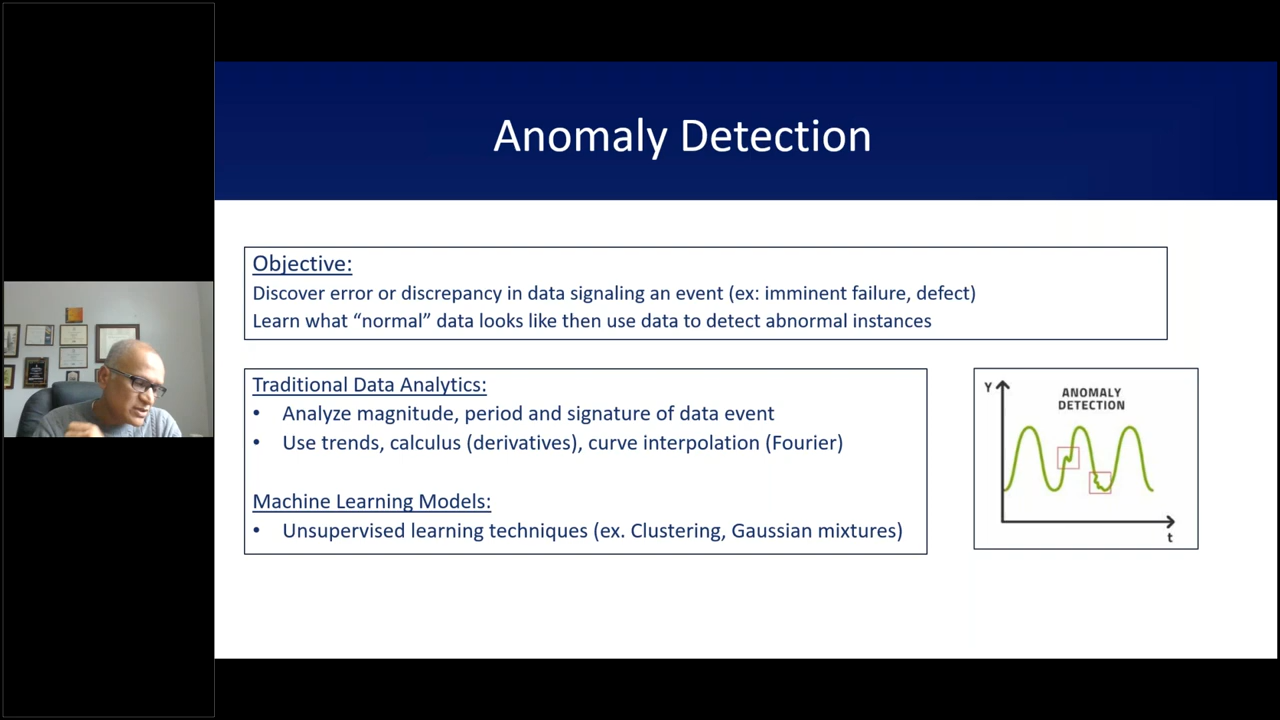 Anomaly Detection
Objective:
Discover error or discrepancy in data signaling an event (ex: imminent failure, defect)
Learn what “normal” data looks like then use data to detect abnormal instances
Traditional Data Analytics:
• Analyze magnitude, period and signature of data event
• Use trends, calculus (derivatives), curve interpolation (Fourier)
Machine Learning Models:
• Unsupervised learning techniques (ex. Clustering, Gaussian mixtures)
Y
ANOMALY
DETECTION
t